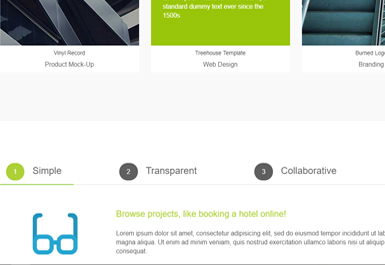 standard dummy text ever since the
1500s
Vinyl Record
Treehouse Template
Burned Logo
Product Mock-Up
Web Design
Branding
1
Simple
2
Transparent
3
Collaborative
Browse projects, like booking a hotel online!
Lorem ipsum dolor sit amet, consectetur adipisicing elit, sed do eiusmod tempor incididunt ut lab
magna aliqua. Ut enim ad minim veniam, quis nostrud exercitation ullamco laboris nisi ut aliquip
consequat.